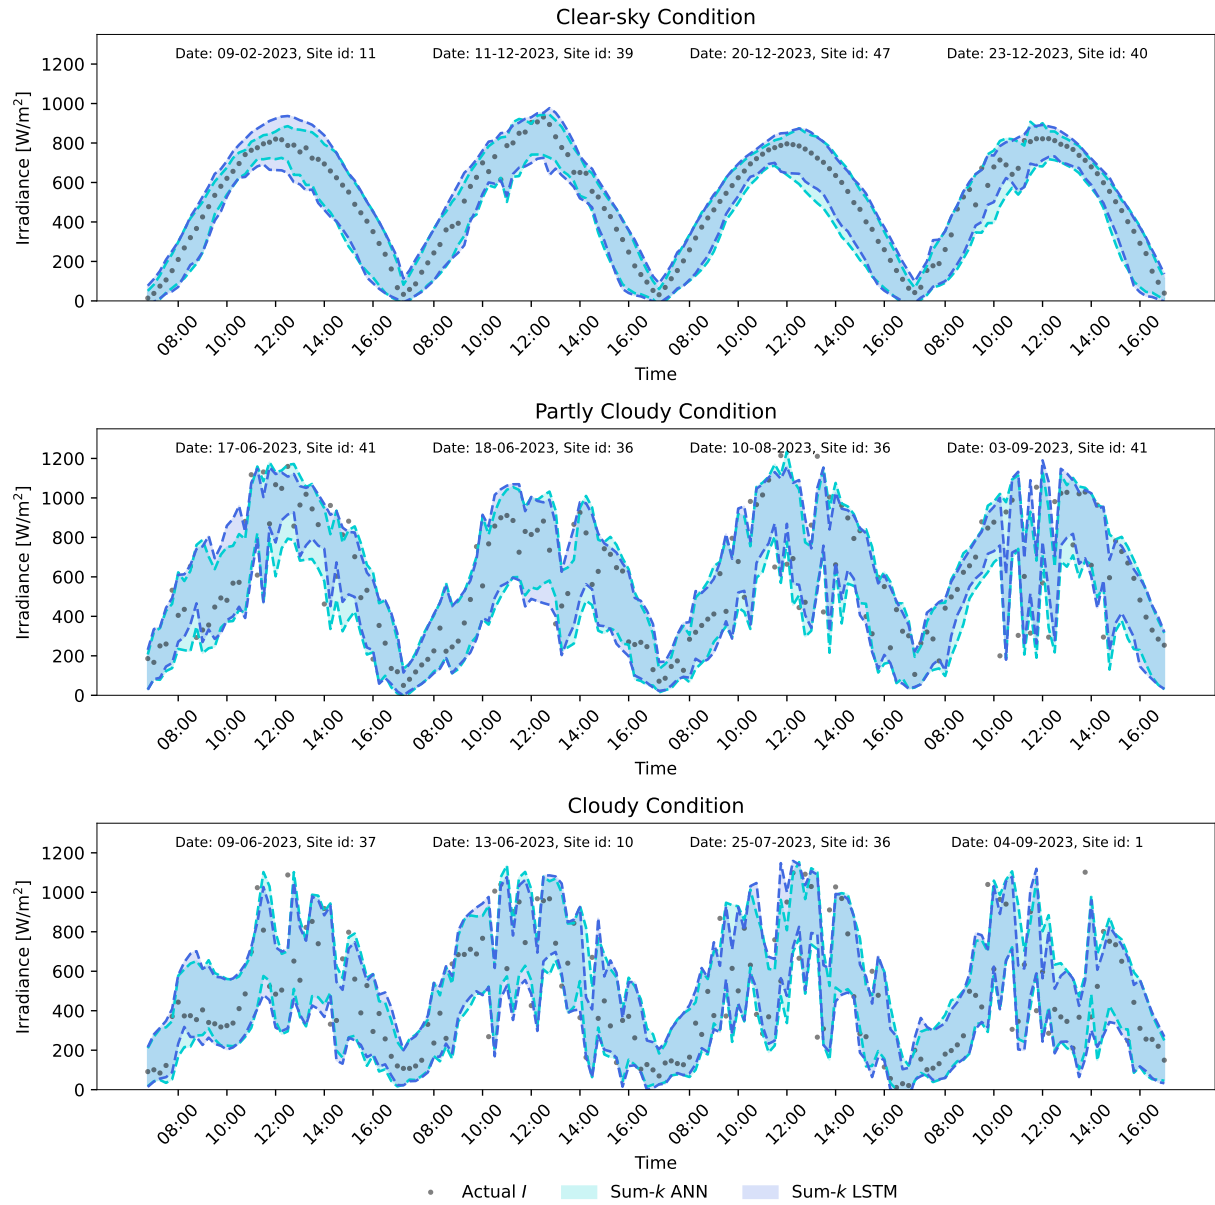 Clear-sky Condition
Date: 09-02-2023, Site id: 11 Date: 11-12-2023, Site id: 39 Date: 20-12-2023, Site id: 47 Date: 23-12-2023, Site id: 40
1200
1000
800
600
400
200
0
Irradiance [W/m²]
08:00 10:00 12:00 14:00 16:00 08:00 10:00 12:00 14:00 16:00 08:00 10:00 12:00 14:00 16:00 08:00 10:00 12:00 14:00 16:00
Time
Partly Cloudy Condition
Date: 17-06-2023, Site id: 41 Date: 18-06-2023, Site id: 36 Date: 10-08-2023, Site id: 36 Date: 03-09-2023, Site id: 41
1200
1000
800
600
400
200
0
Irradiance [W/m²]
08:00 10:00 12:00 14:00 16:00 08:00 10:00 12:00 14:00 16:00 08:00 10:00 12:00 14:00 16:00 08:00 10:00 12:00 14:00 16:00
Time
Cloudy Condition
Date: 09-06-2023, Site id: 37 Date: 13-06-2023, Site id: 10 Date: 25-07-2023, Site id: 36 Date: 04-09-2023, Site id: 1
1200
1000
800
600
400
200
0
Irradiance [W/m²]
08:00 10:00 12:00 14:00 16:00 08:00 10:00 12:00 14:00 16:00 08:00 10:00 12:00 14:00 16:00 08:00 10:00 12:00 14:00 16:00
Time
Actual I Sum-k ANN Sum-k LSTM